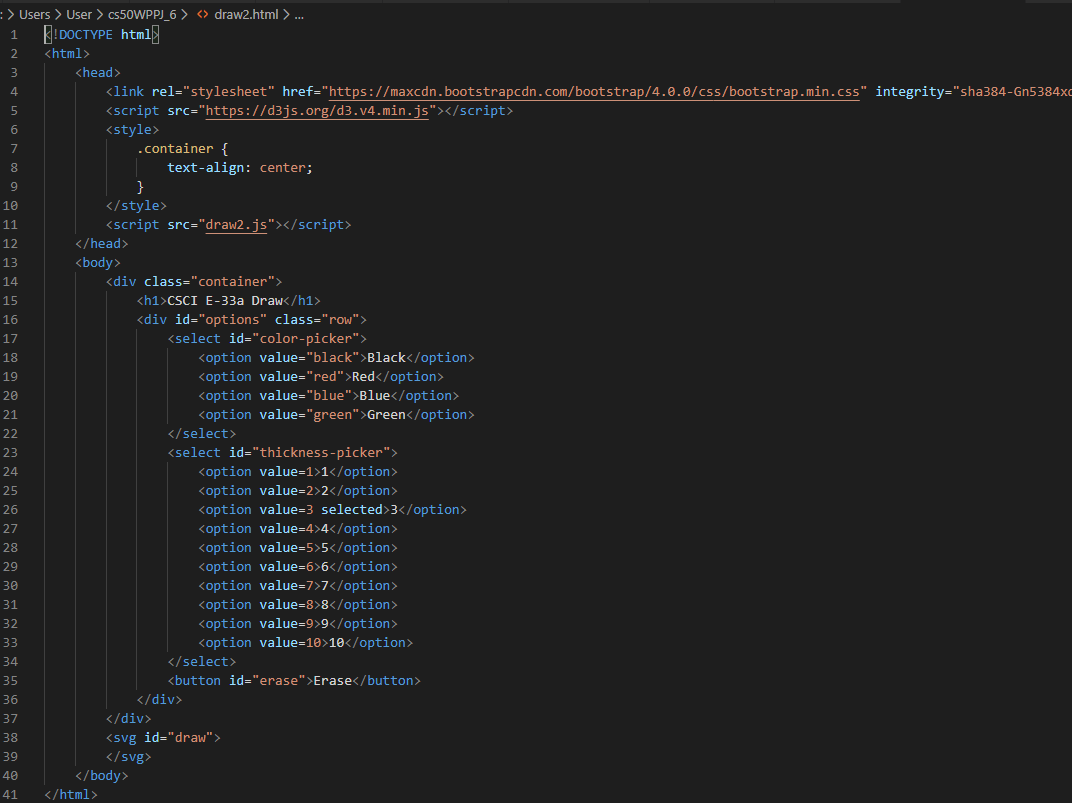 : > Users > User > cs50WPPJ_6 > <> draw2.html > ...
1 <!DOCTYPE html>
2 <html>
3 <head>
4 <link rel="stylesheet" href="https://maxcdn.bootstrapcdn.com/bootstrap/4.0.0/css/bootstrap.min.css" integrity="sha384-Gn5384xq
5 <script src="https://d3js.org/d3.v4.min.js"></script>
6 <style>
7 .container {
8 text-align: center;
9 }
10 </style>
11 <script src="draw2.js"></script>
12 </head>
13 <body>
14 <div class="container">
15 <h1>CSCI E-33a Draw</h1>
16 <div id="options" class="row">
17 <select id="color-picker">
18 <option value="black">Black</option>
19 <option value="red">Red</option>
20 <option value="blue">Blue</option>
21 <option value="green">Green</option>
22 </select>
23 <select id="thickness-picker">
24 <option value=1>1</option>
25 <option value=2>2</option>
26 <option value=3 selected>3</option>
27 <option value=4>4</option>
28 <option value=5>5</option>
29 <option value=6>6</option>
30 <option value=7>7</option>
31 <option value=8>8</option>
32 <option value=9>9</option>
33 <option value=10>10</option>
34 </select>
35 <button id="erase">Erase</button>
36 </div>
37 </div>
38 <svg id="draw">
39 </svg>
40 </body>
41 </html>